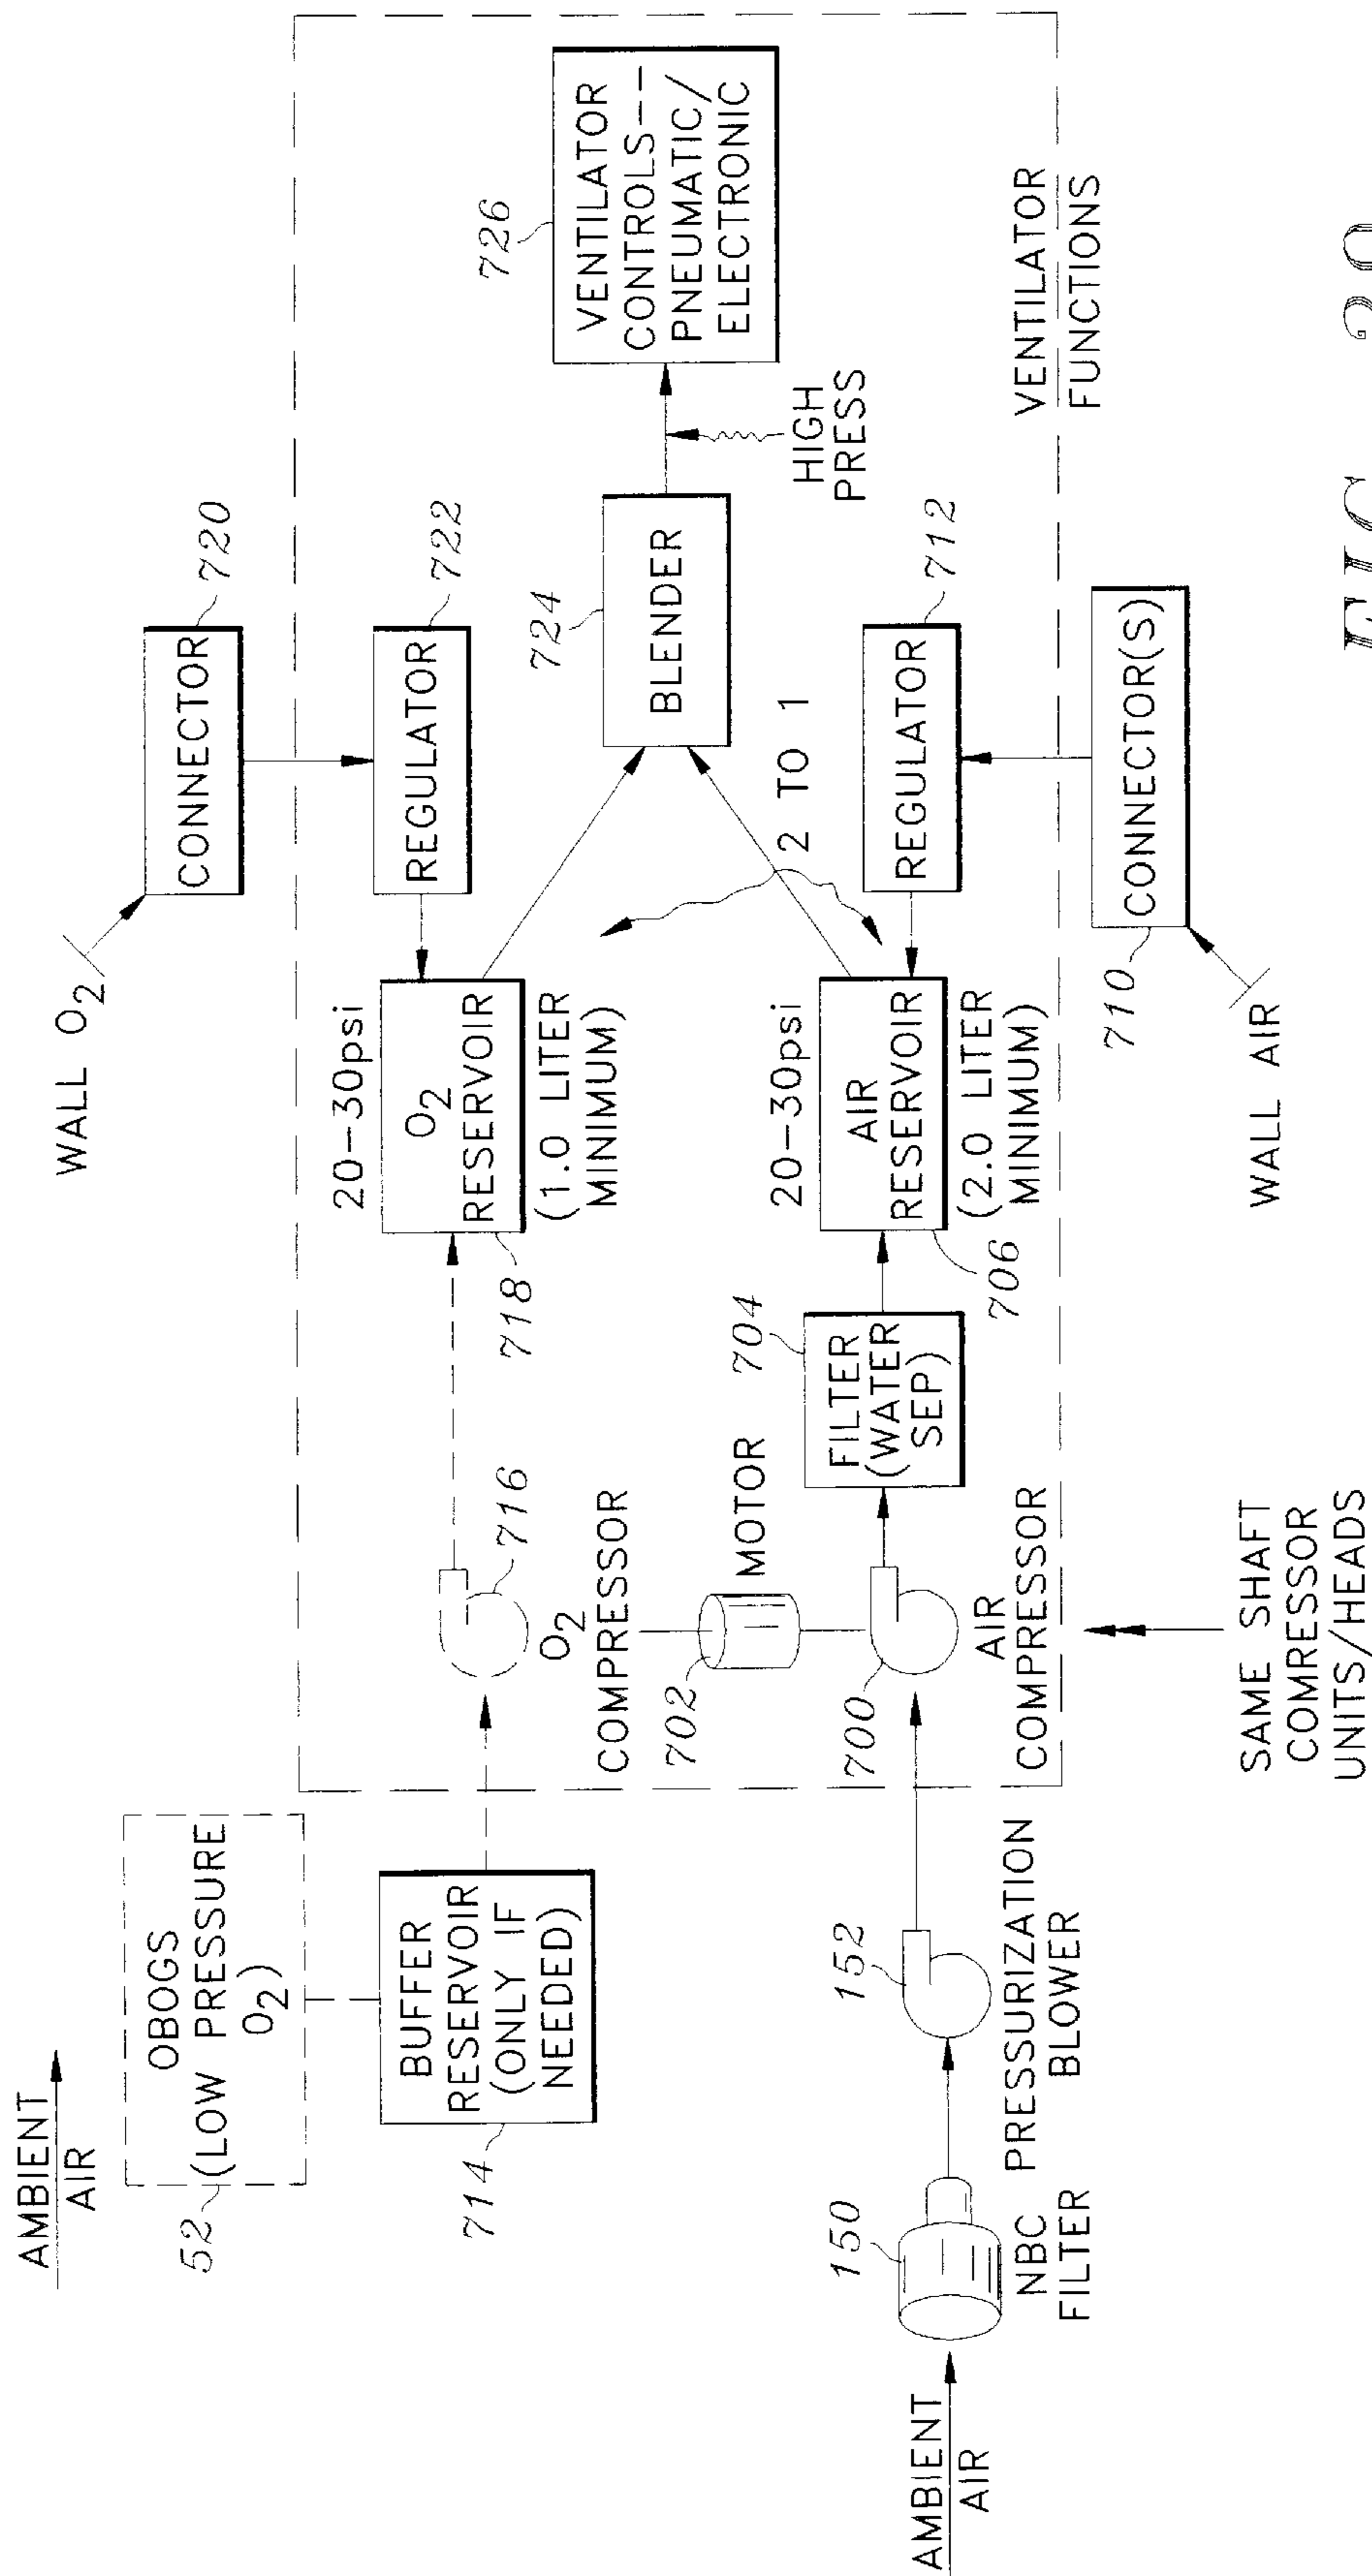 AMBIENT
AIR
52
OBOGS
(LOW PRESSURE
O2)
BUFFER
RESERVOIR
(ONLY IF
NEEDED)
714
WALL O2
CONNECTOR
720
REGULATOR
722
20-30psi
O2
RESERVOIR
(1.0 LITER
MINIMUM)
718
716
O2
COMPRESSOR
702
MOTOR
724
BLENDER
HIGH
PRESS
726
VENTILATOR
CONTROLS--
PNEUMATIC/
ELECTRONIC
2 TO 1
AMBIENT
AIR
150
NBC
FILTER
152
PRESSURIZATION
BLOWER
700
AIR
COMPRESSOR
704
FILTER
(WATER
SEP)
20-30psi
AIR
RESERVOIR
(2.0 LITER
MINIMUM)
706
REGULATOR
712
VENTILATOR
FUNCTIONS
CONNECTOR(S)
710
WALL AIR
SAME SHAFT
COMRESSOR
UNITS/HEADS